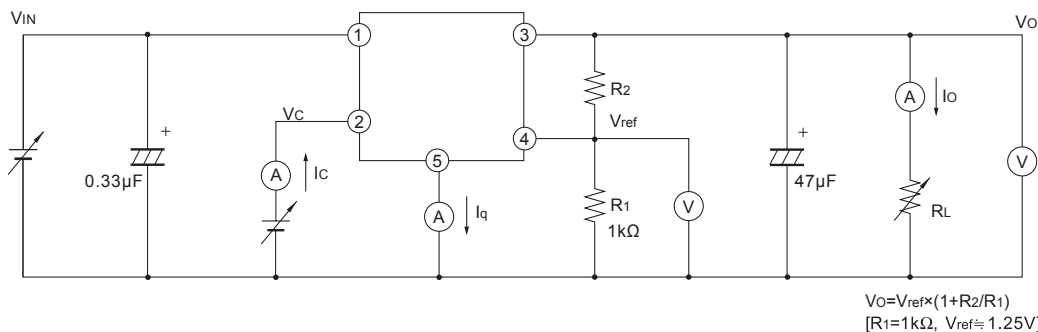 VIN
VO
1
3
R2
A
IO
VC
2
Vref
+
4
+
5
0.33µF
A
IC
47µF
V
V
A
Iq
R1
1kΩ
RL
VO=Vref×(1+R2/R1)
[R1=1kΩ, Vref≒1.25V]